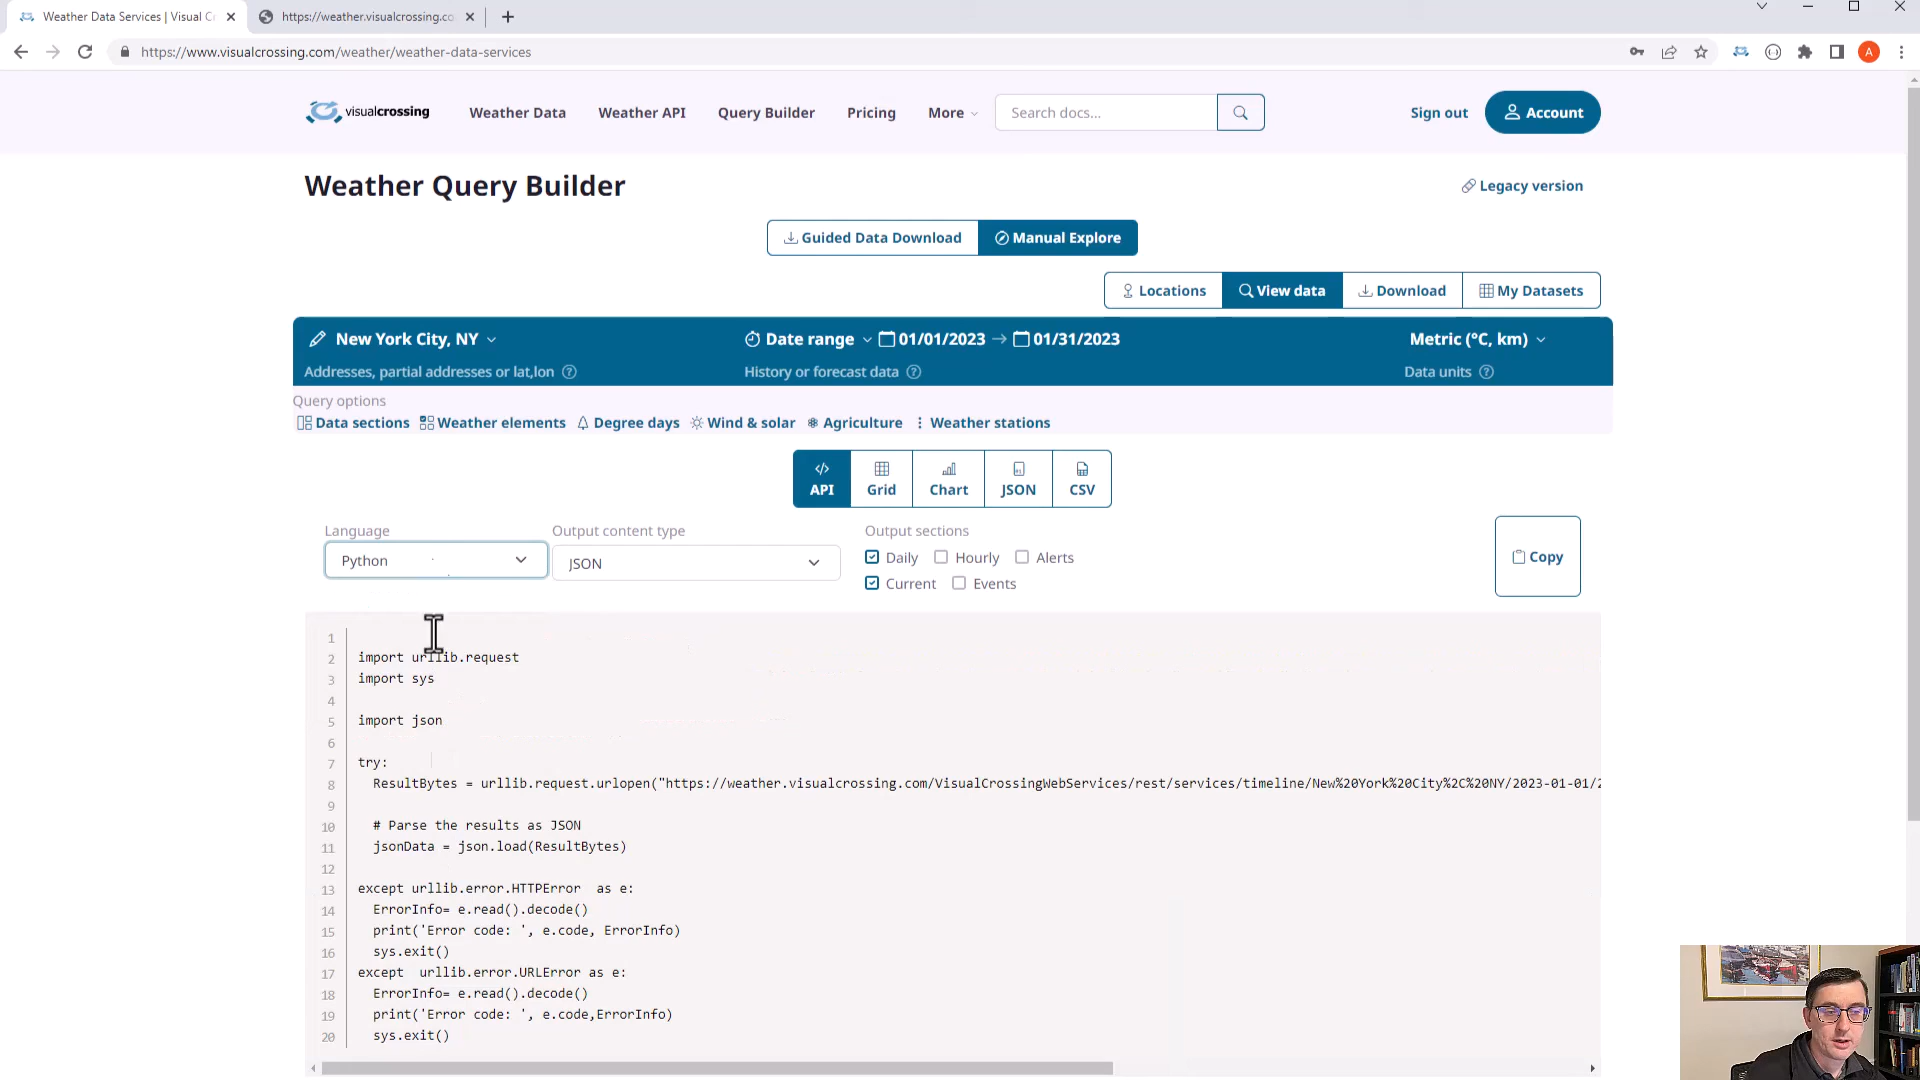 Weather Data Services | Visual C
https://weather.visualcrossing.co
https://www.visualcrossing.com/weather/weather-data-services
A
visualcrossing
Weather Data
Weather API
Query Builder
Pricing
More
Search docs...
Sign out
Account
Weather Query Builder
Legacy version
Guided Data Download
Manual Explore
Locations
View data
Download
My Datasets
New York City, NY
Date range
01/01/2023
01/31/2023
Metric (°C, km)
Addresses, partial addresses or lat,lon
History or forecast data
Data units
Query options
Data sections
Weather elements
Degree days
Wind & solar
Agriculture
Weather stations
API
Grid
Chart
JSON
CSV
Language
Output content type
Output sections
Python
JSON
Daily
Hourly
Alerts
Current
Events
Copy
1
2 import urllib.request
3 import sys
4
5 import json
6
7 try:
8 ResultBytes = urllib.request.urlopen("https://weather.visualcrossing.com/VisualCrossingWebServices/rest/services/timeline/New%20York%20City%2C%20NY/2023-01-01/2
9
10 # Parse the results as JSON
11 jsonData = json.load(ResultBytes)
12
13 except urllib.error.HTTPError  as e:
14 ErrorInfo= e.read().decode()
15 print('Error code: ', e.code, ErrorInfo)
16 sys.exit()
17 except  urllib.error.URLError as e:
18 ErrorInfo= e.read().decode()
19 print('Error code: ', e.code,ErrorInfo)
20 sys.exit()